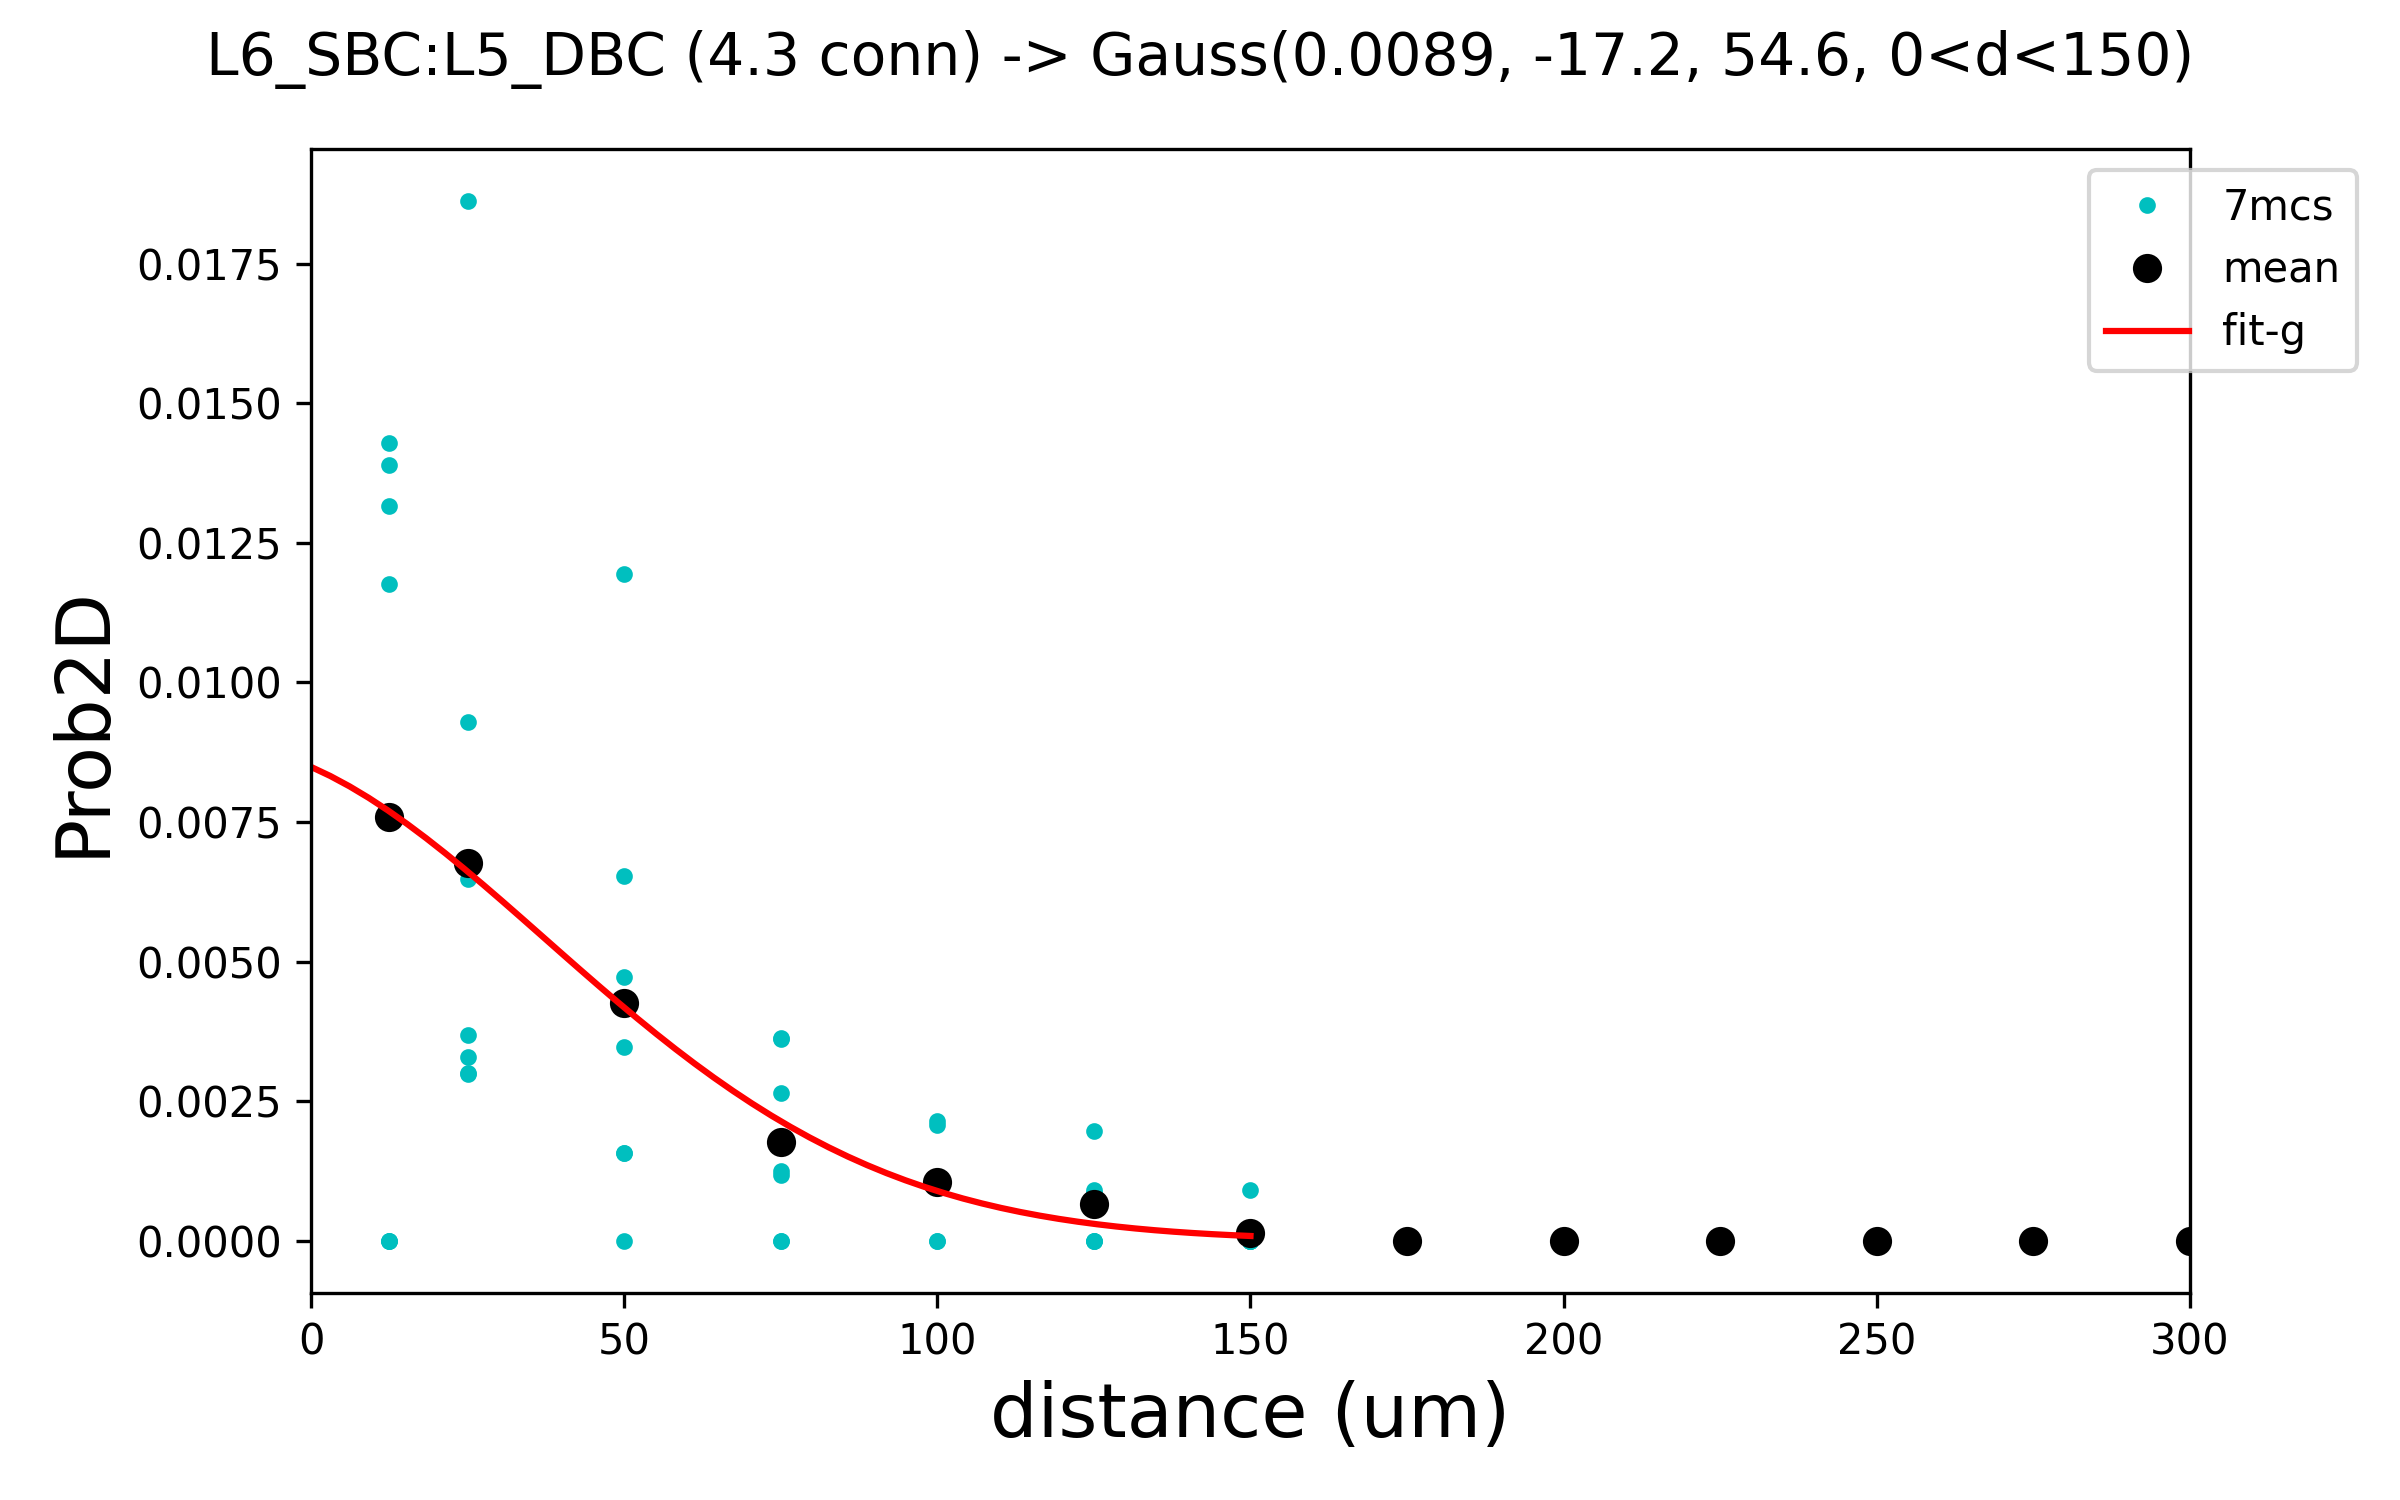 L6_SBC:L5_DBC (4.3 conn) -> Gauss(0.0089, -17.2, 54.6, 0<d<150)
7mcs
mean
fit-g
Prob2D
0.0175
0.0150
0.0125
0.0100
0.0075
0.0050
0.0025
0.0000
0 50 100 150 200 250 300
distance (um)